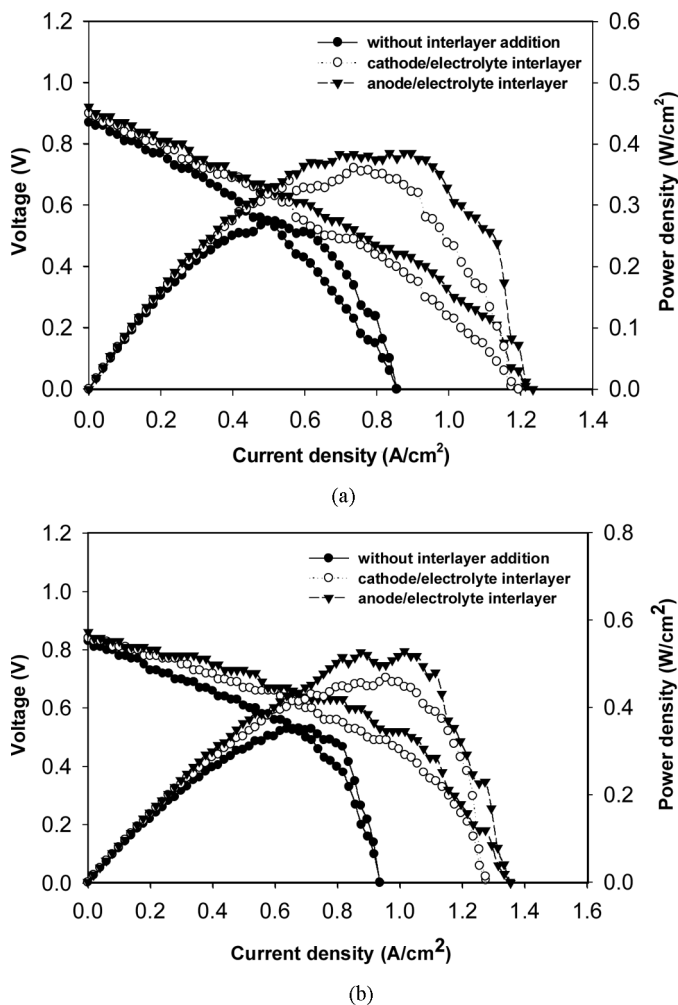 1.2
1.0
0.8
0.6
0.4
0.2
0.0
Voltage (V)
0.6
0.5
0.4
0.3
0.2
0.1
0.0
Power density (W/cm²)
without interlayer addition
cathode/electrolyte interlayer
anode/electrolyte interlayer
0.0 0.2 0.4 0.6 0.8 1.0 1.2 1.4
Current density (A/cm²)
(a)
1.2
1.0
0.8
0.6
0.4
0.2
0.0
Voltage (V)
0.8
0.6
0.4
0.2
0.0
Power density (W/cm²)
without interlayer addition
cathode/electrolyte interlayer
anode/electrolyte interlayer
0.0 0.2 0.4 0.6 0.8 1.0 1.2 1.4 1.6
Current density (A/cm²)
(b)